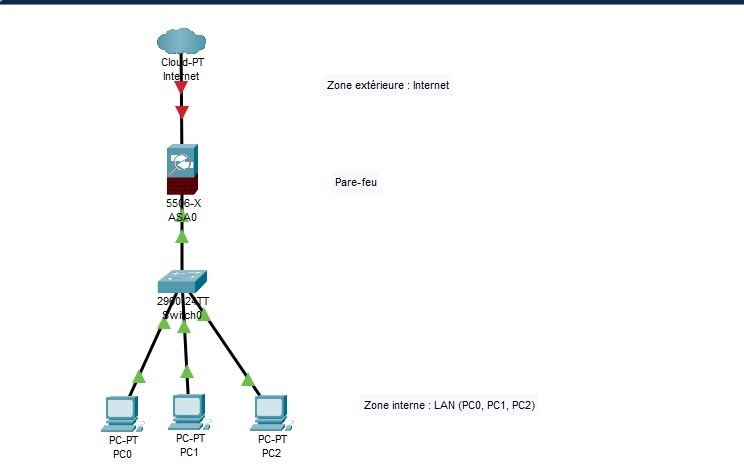 Cloud-PT
Internet
Zone extérieure : Internet
Pare-feu
5506-X
ASA0
2960-24TT
Switch0
Zone interne : LAN (PC0, PC1, PC2)
PC-PT
PC0
PC-PT
PC1
PC-PT
PC2